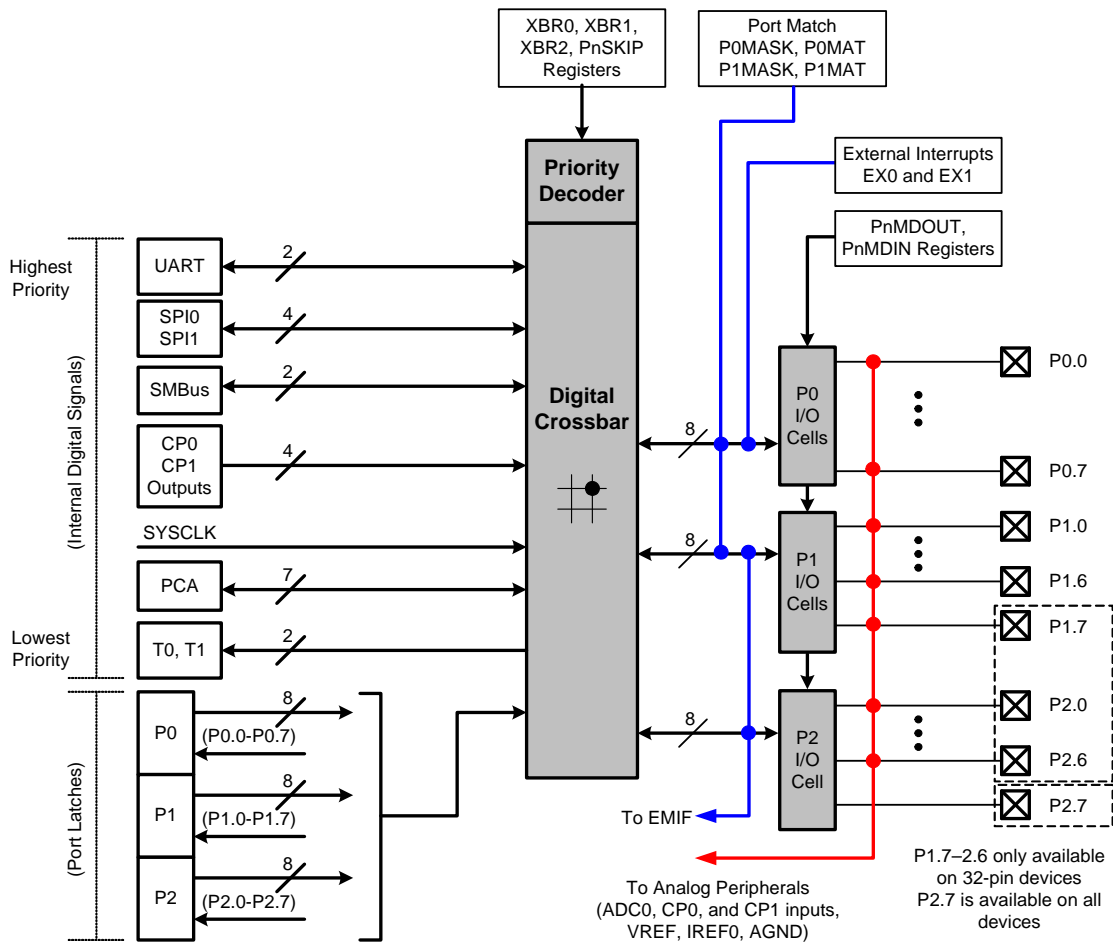 XBR0, XBR1,
XBR2, PnSKIP
Registers
Port Match
P0MASK, P0MAT
P1MASK, P1MAT
External Interrupts
EX0 and EX1
PnMDOUT,
PnMDIN Registers
Priority
Decoder
Digital
Crossbar
Highest
Priority
(Internal Digital Signals)
Lowest
Priority
UART
2
SPI0
SPI1
4
SMBus
2
CP0
CP1
Outputs
4
SYSCLK
PCA
7
T0, T1
2
(Port Latches)
P0
8
(P0.0-P0.7)
P1
8
(P1.0-P1.7)
P2
8
(P2.0-P2.7)
8
P0
I/O
Cells
8
P1
I/O
Cells
8
P2
I/O
Cell
P0.0
P0.7
P1.0
P1.6
P1.7
P2.0
P2.6
P2.7
To EMIF
To Analog Peripherals
(ADC0, CP0, and CP1 inputs,
VREF, IREF0, AGND)
P1.7–2.6 only available
on 32-pin devices
P2.7 is available on all
devices